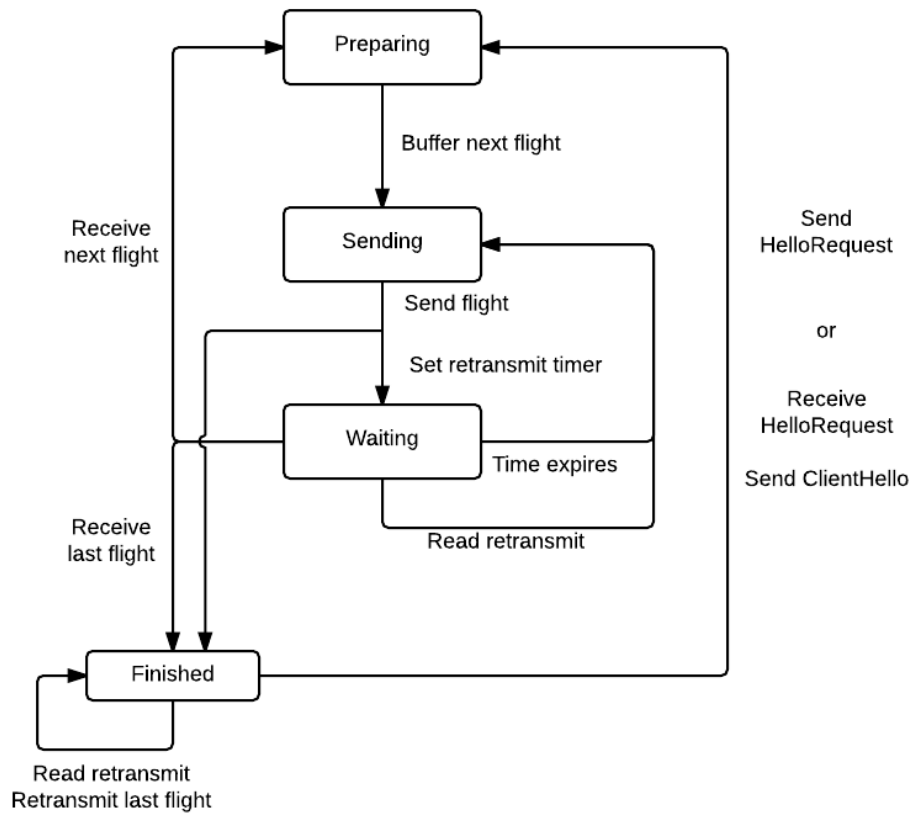 Preparing
Buffer next flight
Receive
next flight
Sending
Send
HelloRequest
Send flight
or
Set retransmit timer
Receive
HelloRequest
Waiting
Time expires
Send ClientHello
Receive
last flight
Read retransmit
Finished
Read retransmit
Retransmit last flight